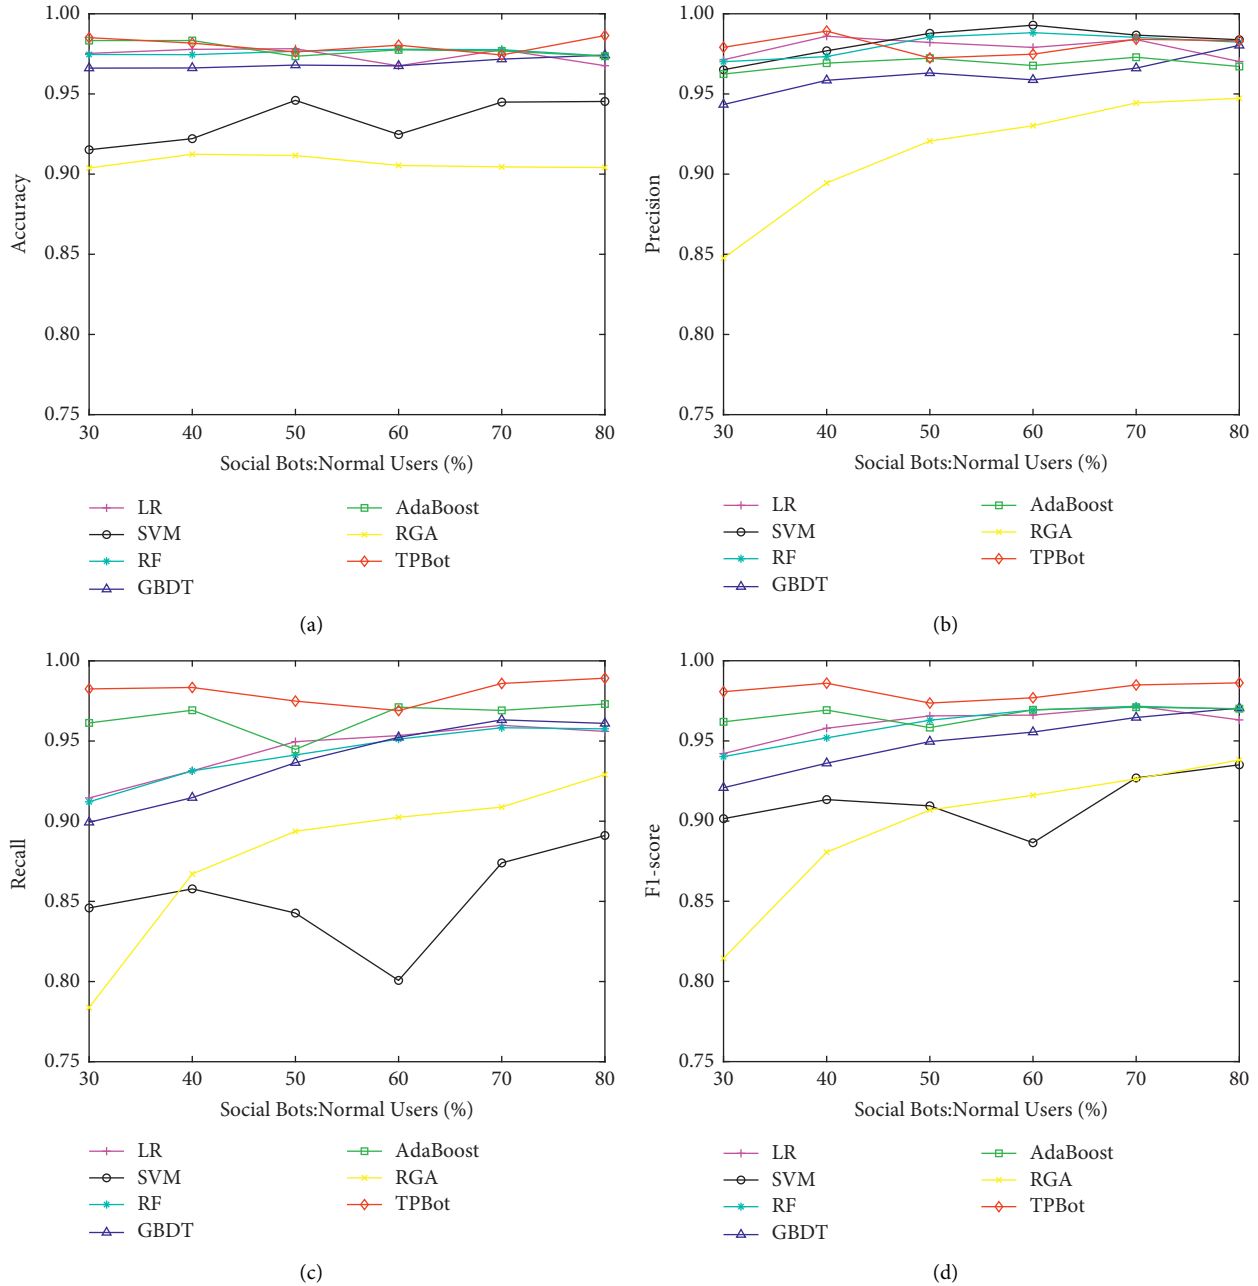 1.00
0.95
0.90
0.85
0.80
0.75
Accuracy
30 40 50 60 70 80
Social Bots:Normal Users (%)
LR
SVM
RF
GBDT
AdaBoost
RGA
TPBot
(a)
1.00
0.95
0.90
0.85
0.80
0.75
Precision
30 40 50 60 70 80
Social Bots:Normal Users (%)
LR
SVM
RF
GBDT
AdaBoost
RGA
TPBot
(b)
1.00
0.95
0.90
0.85
0.80
0.75
Recall
30 40 50 60 70 80
Social Bots:Normal Users (%)
LR
SVM
RF
GBDT
AdaBoost
RGA
TPBot
(c)
1.00
0.95
0.90
0.85
0.80
0.75
F1-score
30 40 50 60 70 80
Social Bots:Normal Users (%)
LR
SVM
RF
GBDT
AdaBoost
RGA
TPBot
(d)